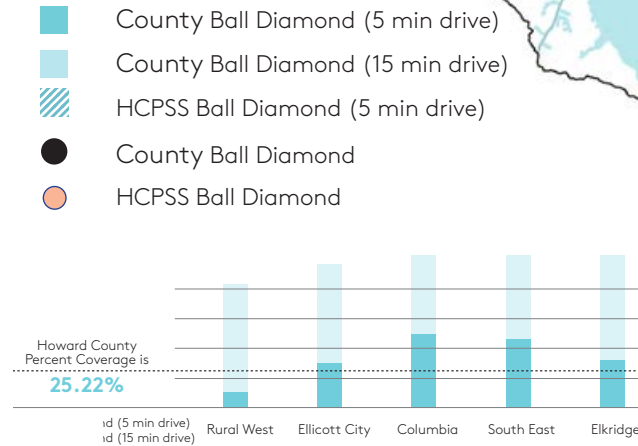 County Ball Diamond (5 min drive)
County Ball Diamond (15 min drive)
HCPSS Ball Diamond (5 min drive)
County Ball Diamond
HCPSS Ball Diamond
Howard County
Percent Coverage is
25.22%
(5 min drive)
(15 min drive)
Rural West
Ellicott City
Columbia
South East
Elkridge